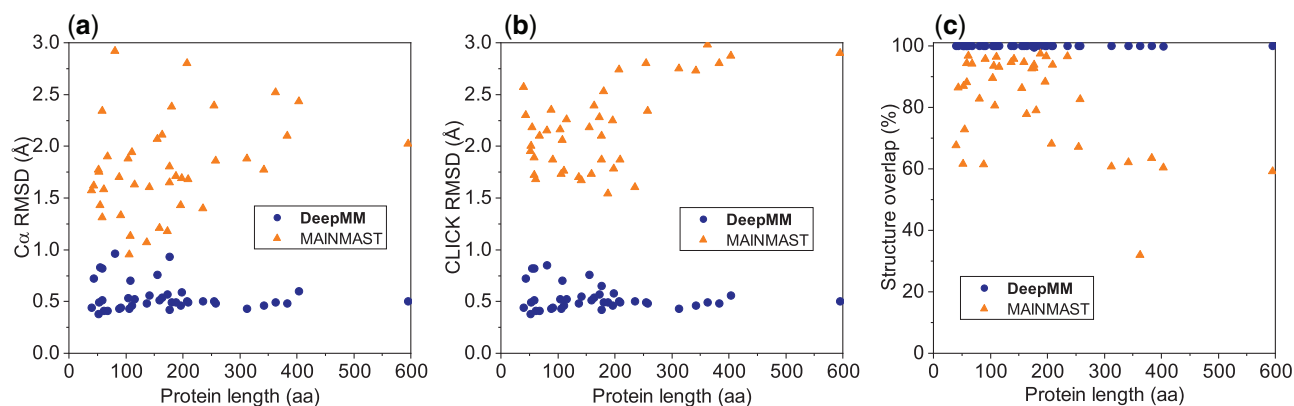 (a)
Cα RMSD (Å)
3.0
2.5
2.0
1.5
1.0
0.5
0.0
DeepMM
MAINMAST
0 100 200 300 400 500 600
Protein length (aa)
(b)
CLICK RMSD (Å)
3.0
2.5
2.0
1.5
1.0
0.5
0.0
DeepMM
MAINMAST
0 100 200 300 400 500 600
Protein length (aa)
(c)
Structure overlap (%)
100
80
60
40
20
0
DeepMM
MAINMAST
0 100 200 300 400 500 600
Protein length (aa)